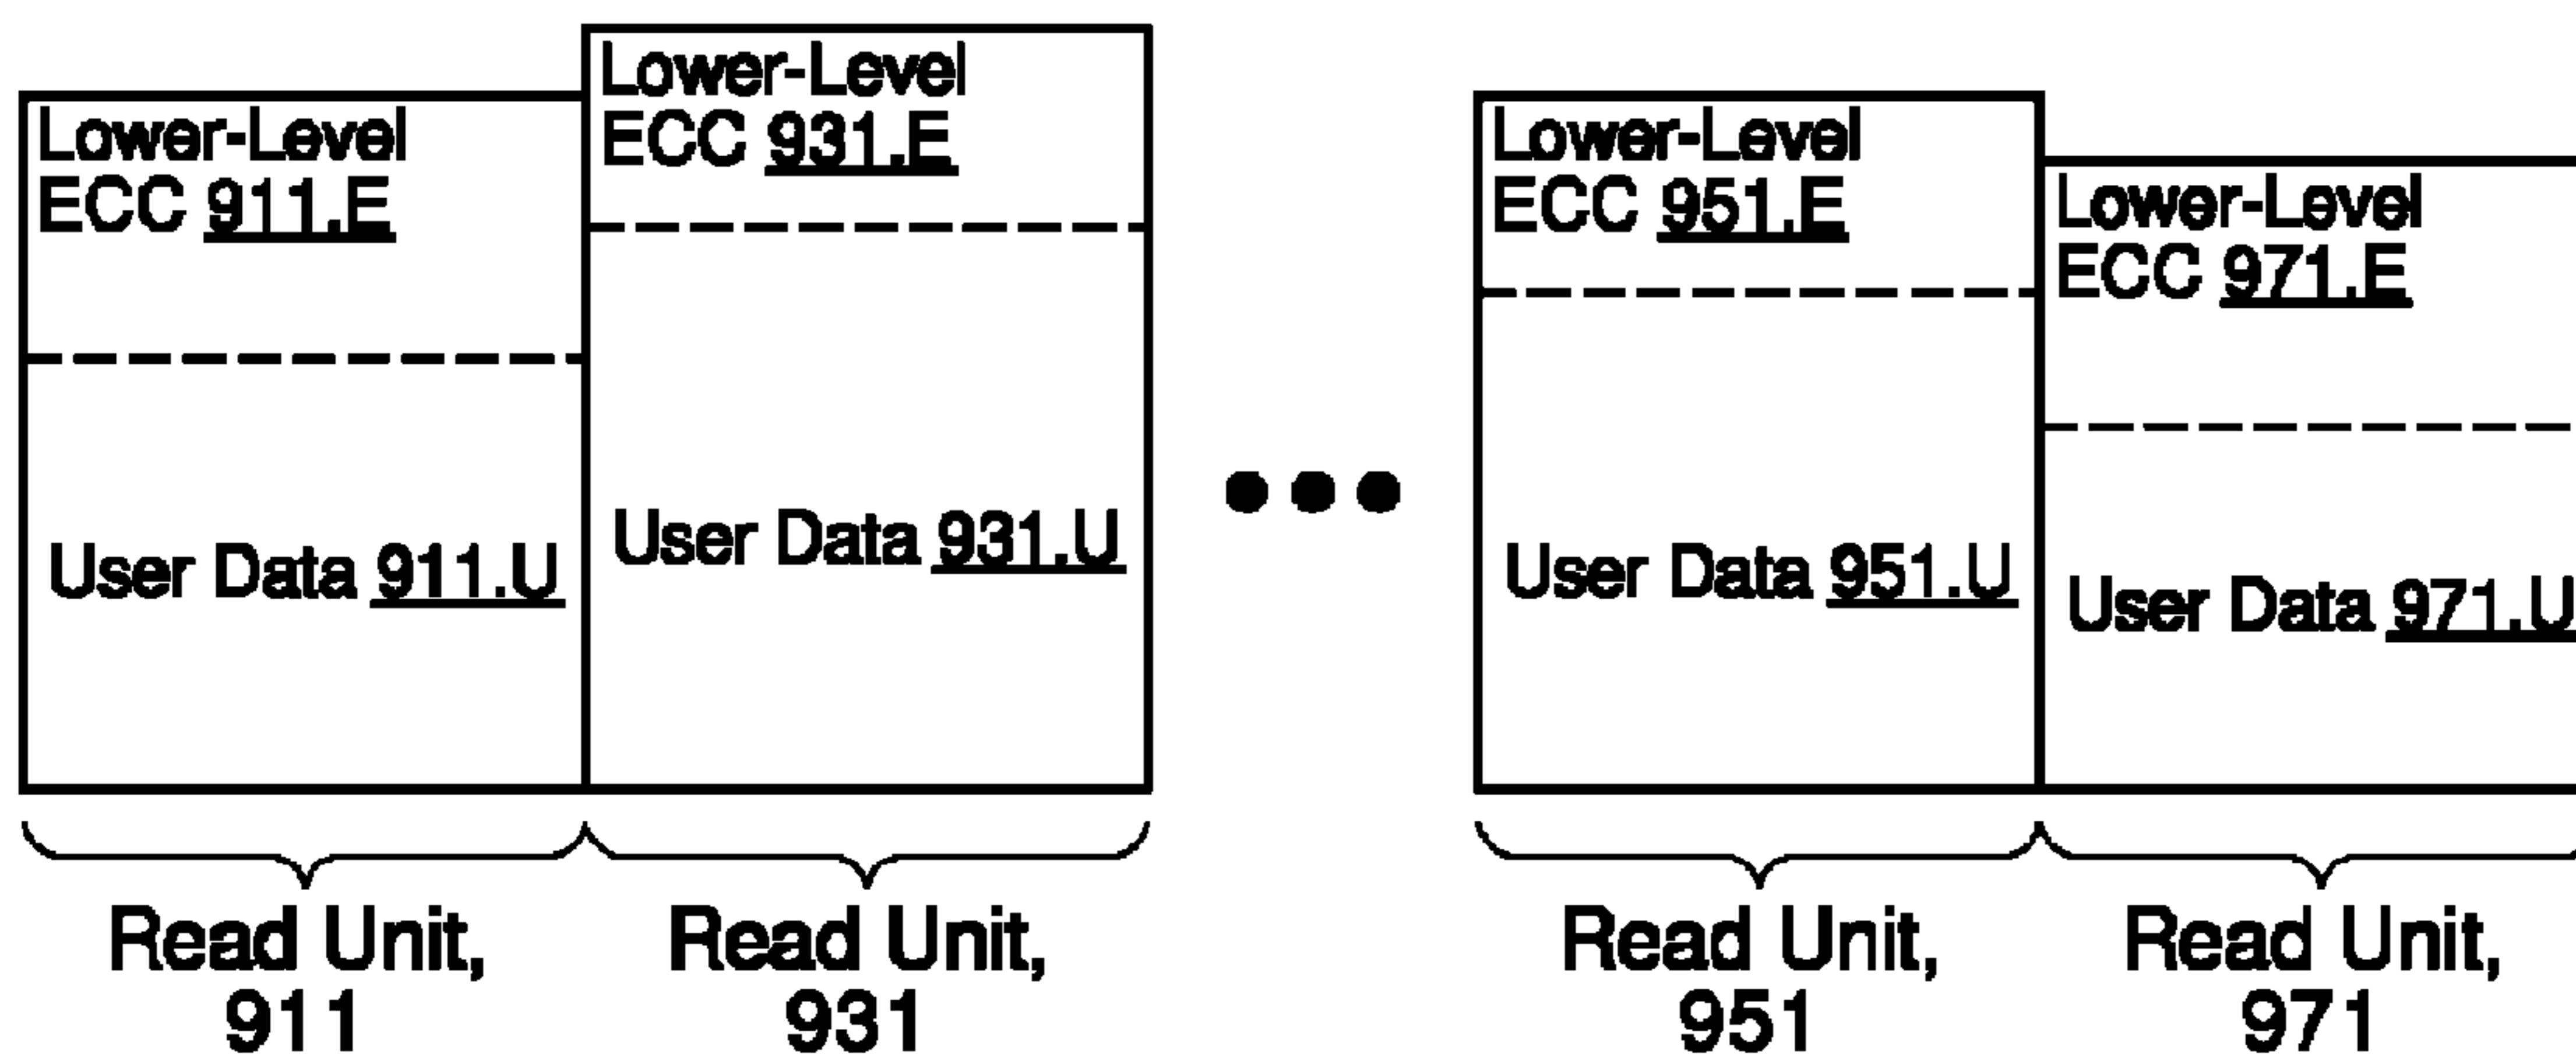 Lower-Level
ECC 911.E
User Data 911.U
Lower-Level
ECC 931.E
User Data 931.U
Lower-Level
ECC 951.E
User Data 951.U
Lower-Level
ECC 971.E
User Data 971.U
Read Unit,
911
Read Unit,
931
Read Unit,
951
Read Unit,
971